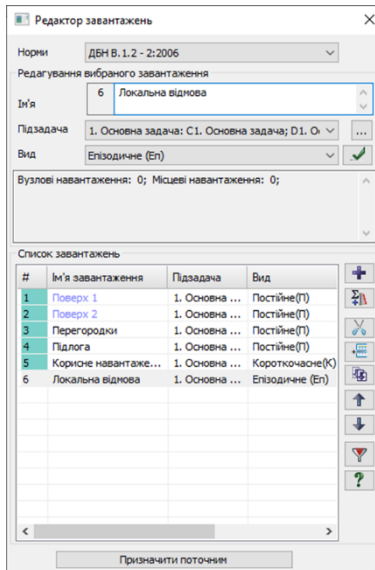 Редактор завантажень
Норми ДБН В.1.2 - 2:2006
Редагування вибраного завантаження
Ім'я 6 Локальна відмова
Підзадача 1. Основна задача: С1. Основна задача; D1. О ...
Вид Епізодичне (Еп)
Вузлові навантаження: 0; Місцеві навантаження: 0;
Список завантажень
# Ім'я завантаження Підзадача Вид
1 Поверх 1 1. Основна ... Постійне(П)
2 Поверх 2 1. Основна ... Постійне(П)
3 Перегородки 1. Основна ... Постійне(П)
4 Підлога 1. Основна ... Постійне(П)
5 Корисне навантаже... 1. Основна ... Короткочасне(К)
6 Локальна відмова 1. Основна ... Епізодичне (Еп)
Призначити поточним